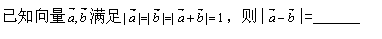 已知向量 $\vec{a},\vec{b}$ 满足 $|\vec{a}|=|\vec{b}|=|\vec{a}+\vec{b}|=1$，则 $|\vec{a}-\vec{b}|$=______